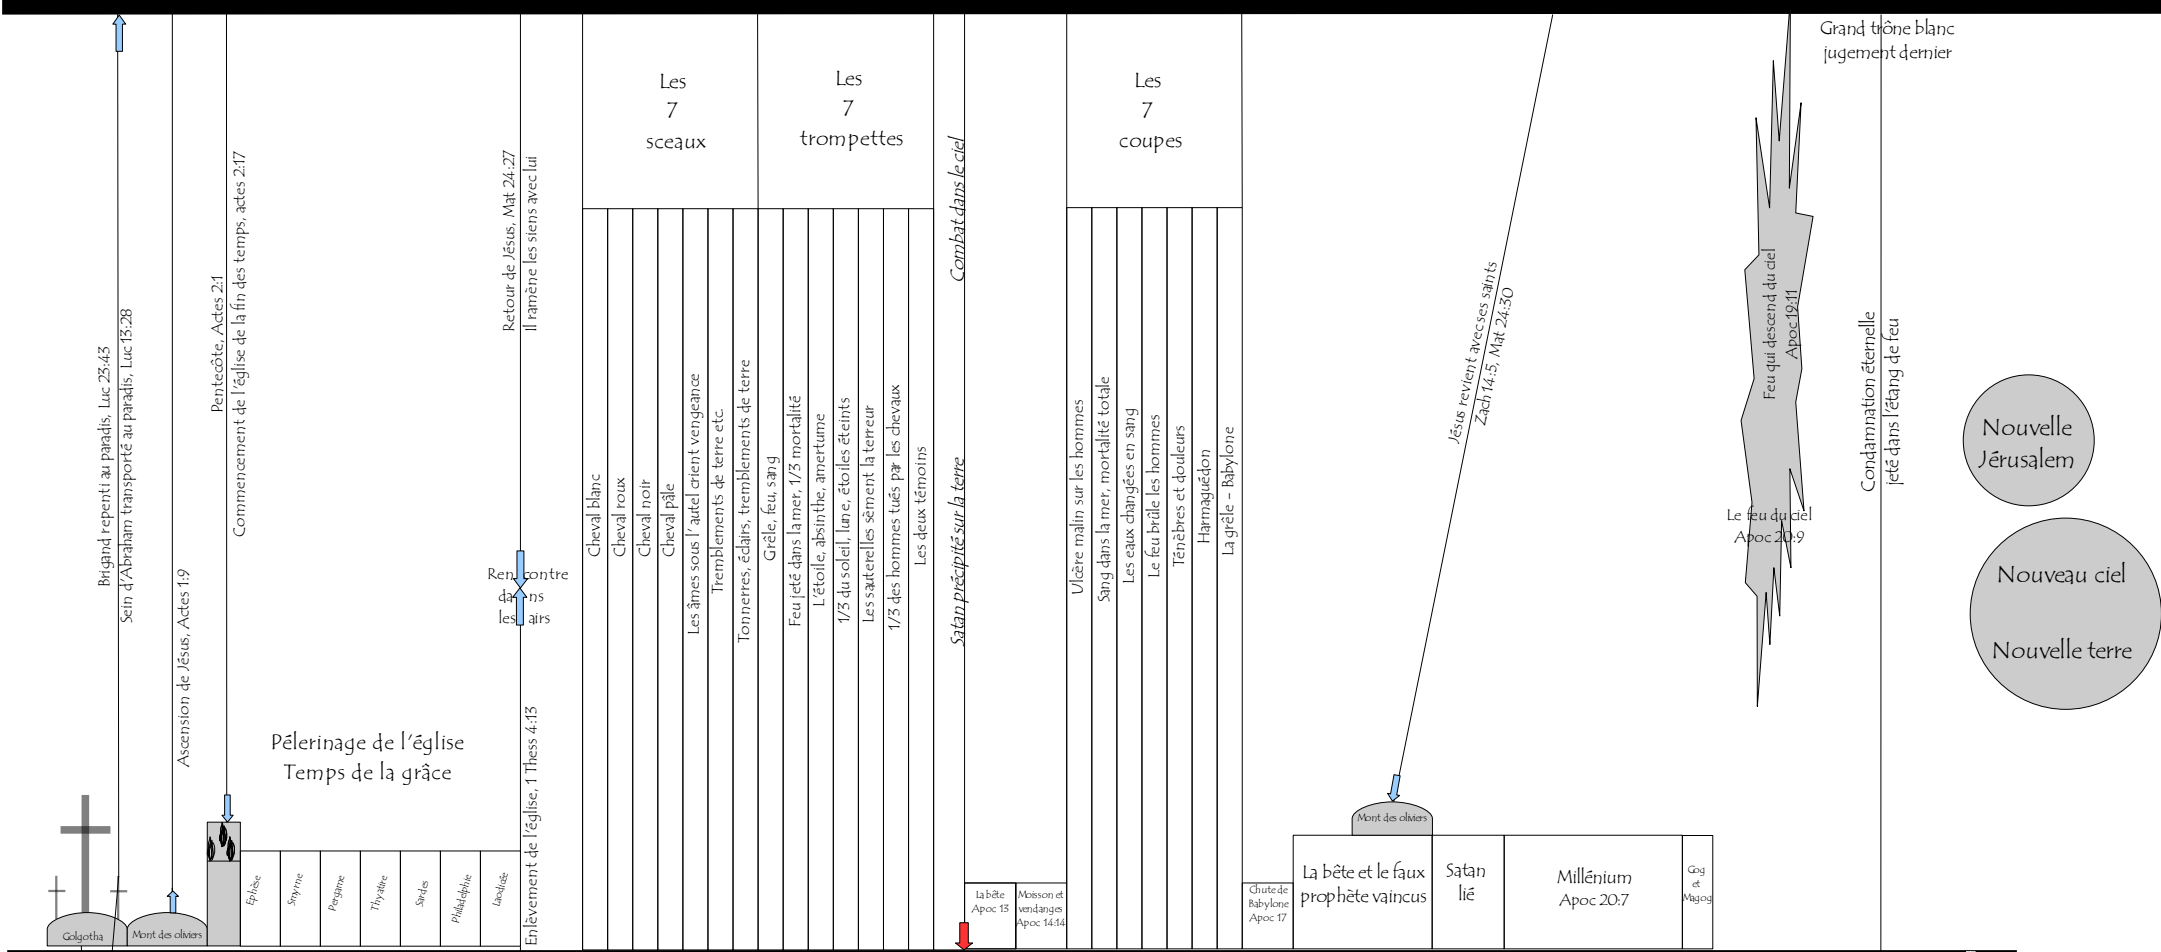 Brigand repenti au paradis, Luc 23:43
Sein d'Abraham transporté au paradis, Luc 13:28
Golgotha
Ascension de Jésus, Actes 1:9
Mont des oliviers
Pentecôte, Actes 2:1
Commencement de l'église de la fin des temps, actes 2:17
Pélerinage de l'église
Temps de la grâce
Ephèse
Smyrne
Pergame
Thyatire
Sardes
Philadelphie
Laodicée
Retour de Jésus, Mat 24:27
Il ramène les siens avec lui
Rencontre
dans
les airs
Enlèvement de l'église, 1 Thess 4:13
Les
7
sceaux
Cheval blanc
Cheval roux
Cheval noir
Cheval pâle
Les âmes sous l'autel crient vengeance
Tremblements de terre etc.
Tonnerres, éclairs, tremblements de terre
Les
7
trompettes
Grêle, feu, sang
Feu jeté dans la mer, 1/3 mortalité
L'étoile, absinthe, amertume
1/3 du soleil, lune, étoiles éteints
Les sauterelles sèment la terreur
1/3 des hommes tués par les chevaux
Les deux témoins
Combat dans le ciel
Satan précipité sur la terre
La bête
Apoc 13
Moisson et
vendanges
Apoc 14:14
Les
7
coupes
Ulcère malin sur les hommes
Sang dans la mer, mortalité totale
Les eaux changées en sang
Le feu brûle les hommes
Ténèbres et douleurs
Harmaguédon
La grêle - Babylone
Chute de
Babylone
Apoc 17
Jésus revient avec ses saints
Zach 14:5, Mat 24:30
Mont des oliviers
La bête et le faux
prophète vaincus
Satan
lié
Millénium
Apoc 20:7
Gog
et
Magog
Feu qui descend du ciel
Apoc 19:11
Le feu du ciel
Apoc 20:9
Grand trône blanc
jugement dernier
Condamnation éternelle
jeté dans l'étang de feu
Nouvelle
Jérusalem
Nouveau ciel
Nouvelle terre